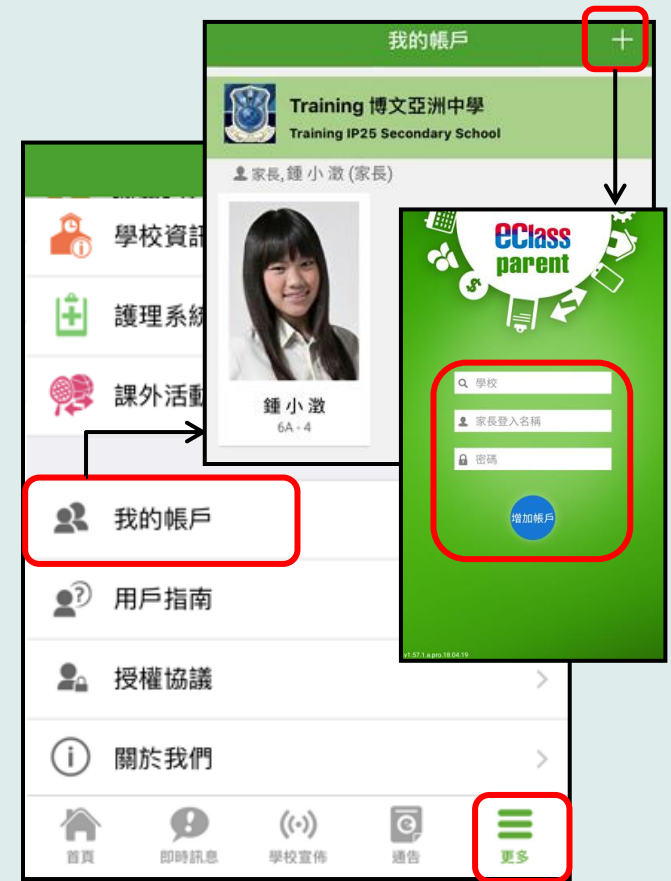 我的帳戶
Training 博文亞洲中學
Training IP25 Secondary School
家長,鍾小澂 (家長)
鍾小澂
6A - 4
eClass
parent
學校
家長登入名稱
密碼
增加帳戶
v1.57.1.a.pro.18.04.19
學校資訊
護理系統
課外活動
我的帳戶
用戶指南
授權協議
關於我們
首頁
即時訊息
學校宣佈
通告
更多